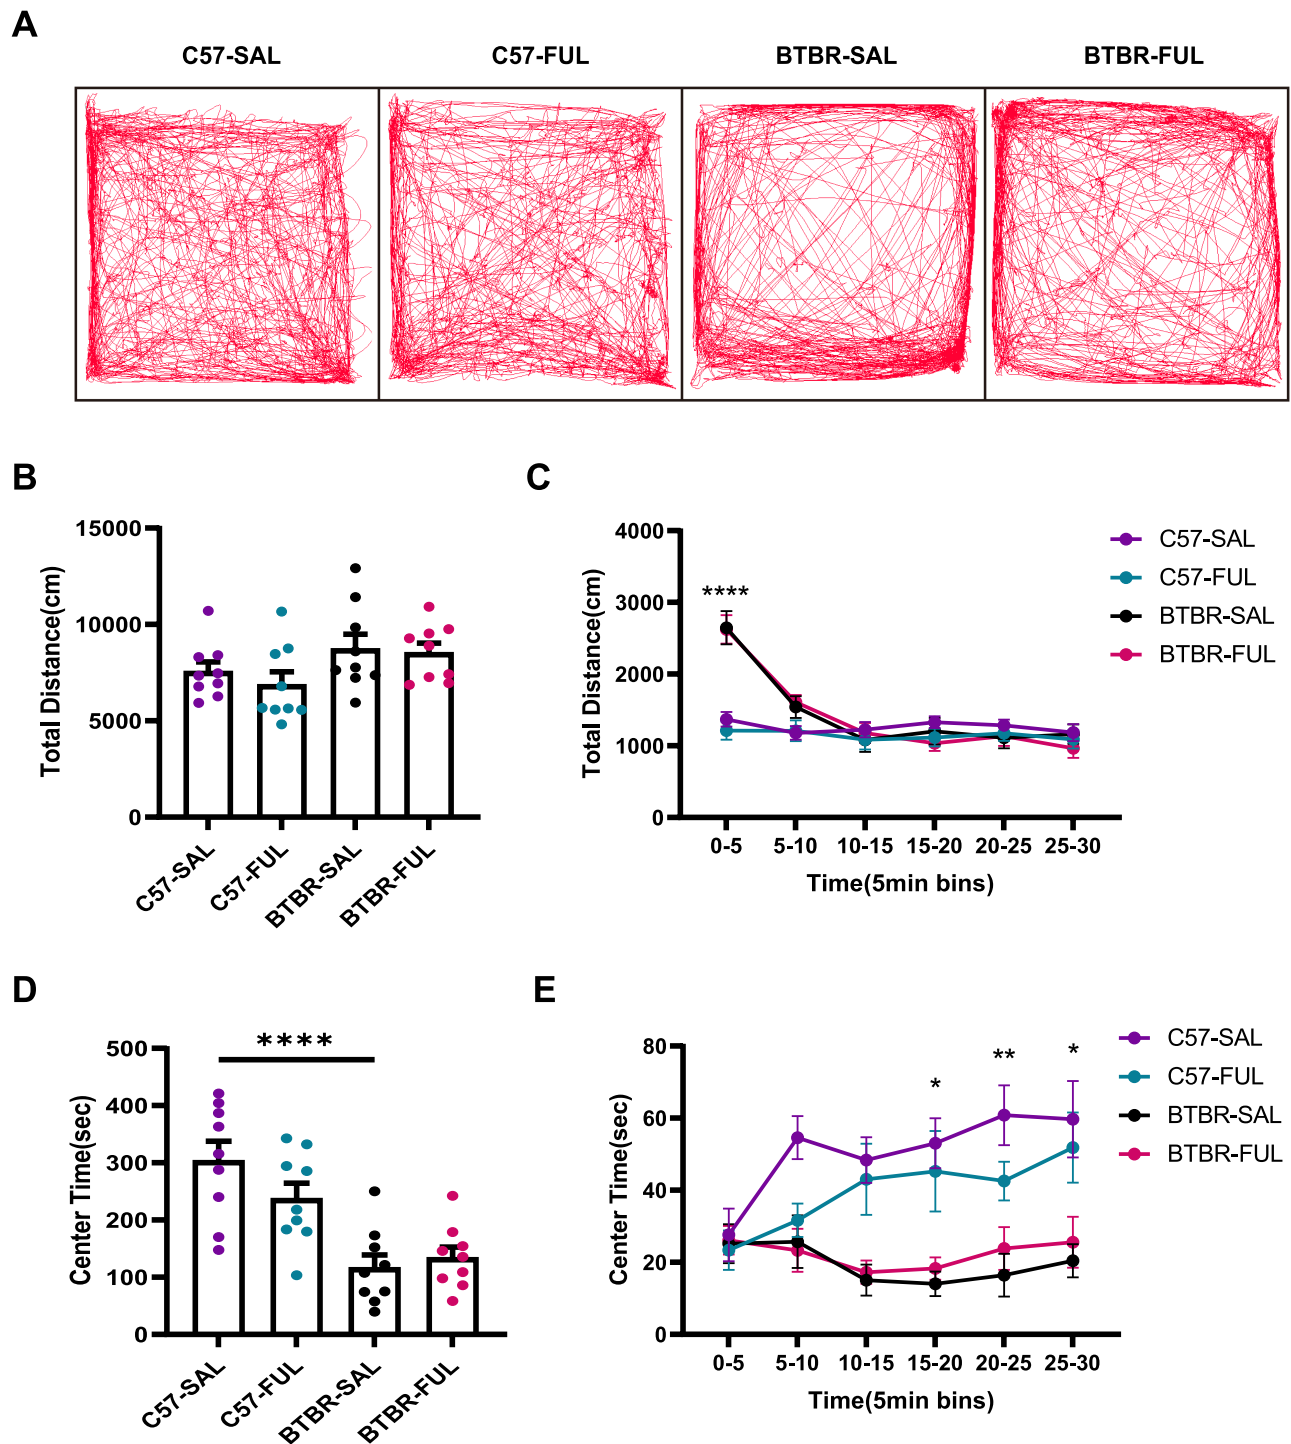 A
C57-SAL C57-FUL BTBR-SAL BTBR-FUL
B
Total Distance(cm)
15000
10000
5000
0
C57-SAL C57-FUL BTBR-SAL BTBR-FUL
C
Total Distance(cm)
4000
3000
2000
1000
0
****
0-5 5-10 10-15 15-20 20-25 25-30
Time(5min bins)
C57-SAL
C57-FUL
BTBR-SAL
BTBR-FUL
D
Center Time(sec)
500
400
300
200
100
0
****
C57-SAL C57-FUL BTBR-SAL BTBR-FUL
E
Center Time(sec)
80
60
40
20
0
* ** *
0-5 5-10 10-15 15-20 20-25 25-30
Time(5min bins)
C57-SAL
C57-FUL
BTBR-SAL
BTBR-FUL